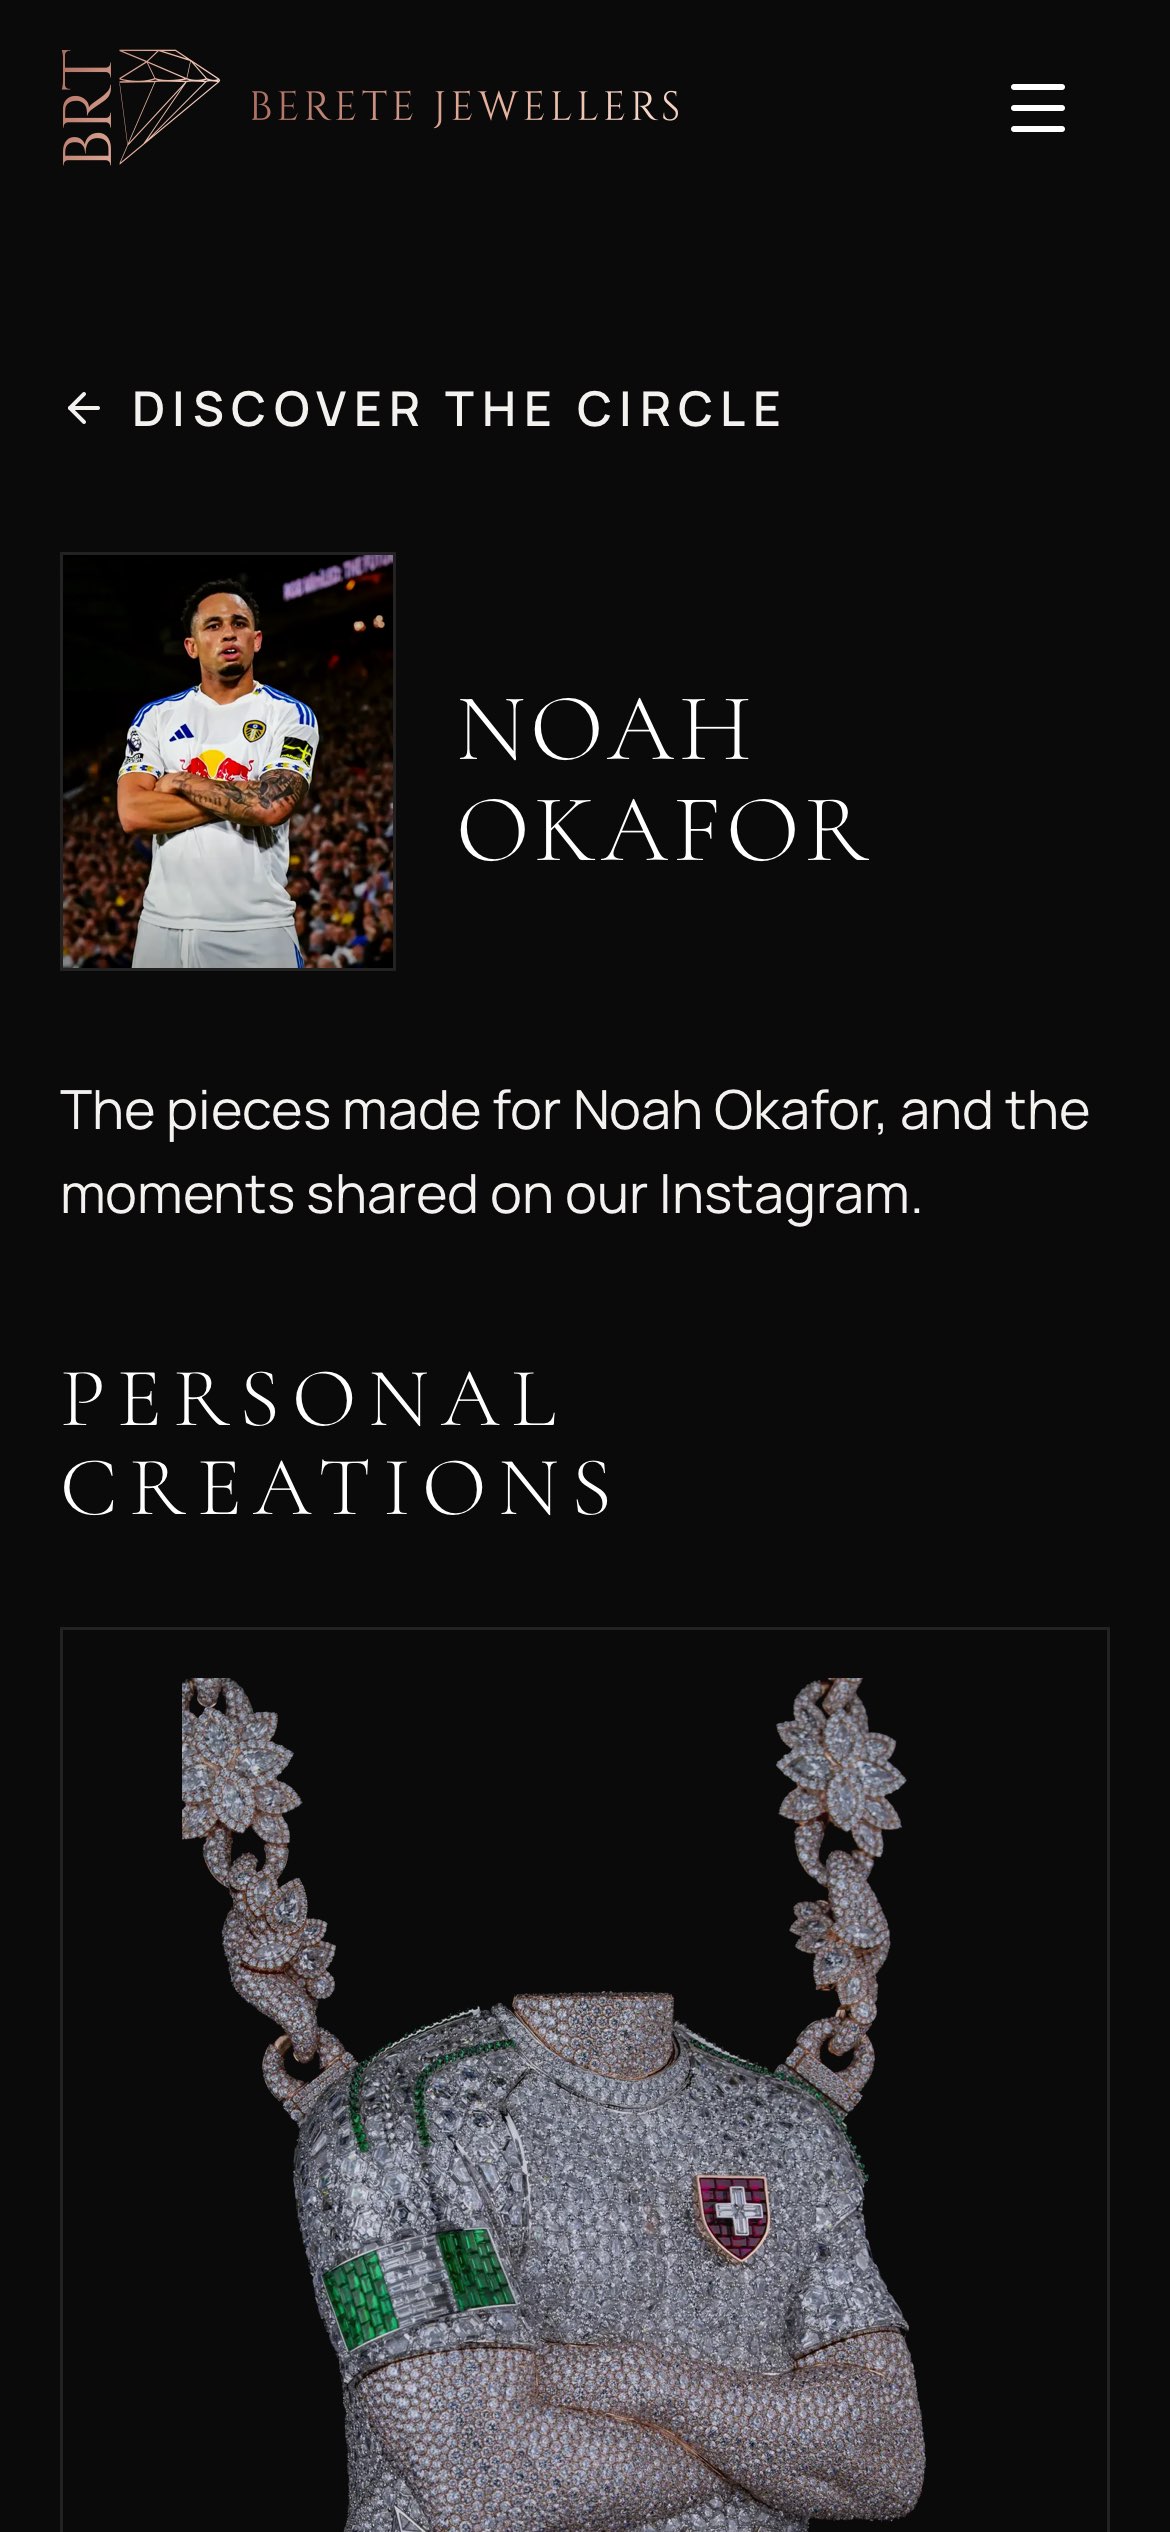 BRT
BERETE JEWELLERS
← DISCOVER THE CIRCLE
NOAH
OKAFOR
The pieces made for Noah Okafor, and the
moments shared on our Instagram.
PERSONAL
CREATIONS